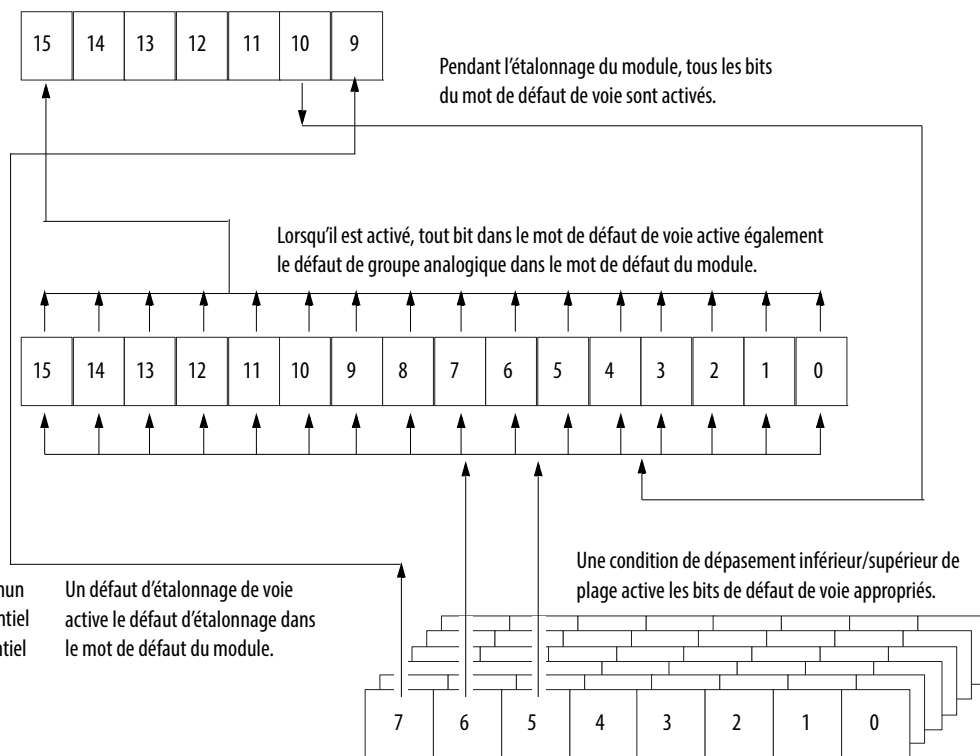 15 14 13 12 11 10 9
Pendant l'étalonnage du module, tous les bits
du mot de défaut de voie sont activés.
Lorsqu'il est activé, tout bit dans le mot de défaut de voie active également
le défaut de groupe analogique dans le mot de défaut du module.
15 14 13 12 11 10 9 8 7 6 5 4 3 2 1 0
Une condition de dépasement inférieur/supérieur de
plage active les bits de défaut de voie appropriés.
Un défaut d'étalonnage de voie
active le défaut d'étalonnage dans
le mot de défaut du module.
7 6 5 4 3 2 1 0